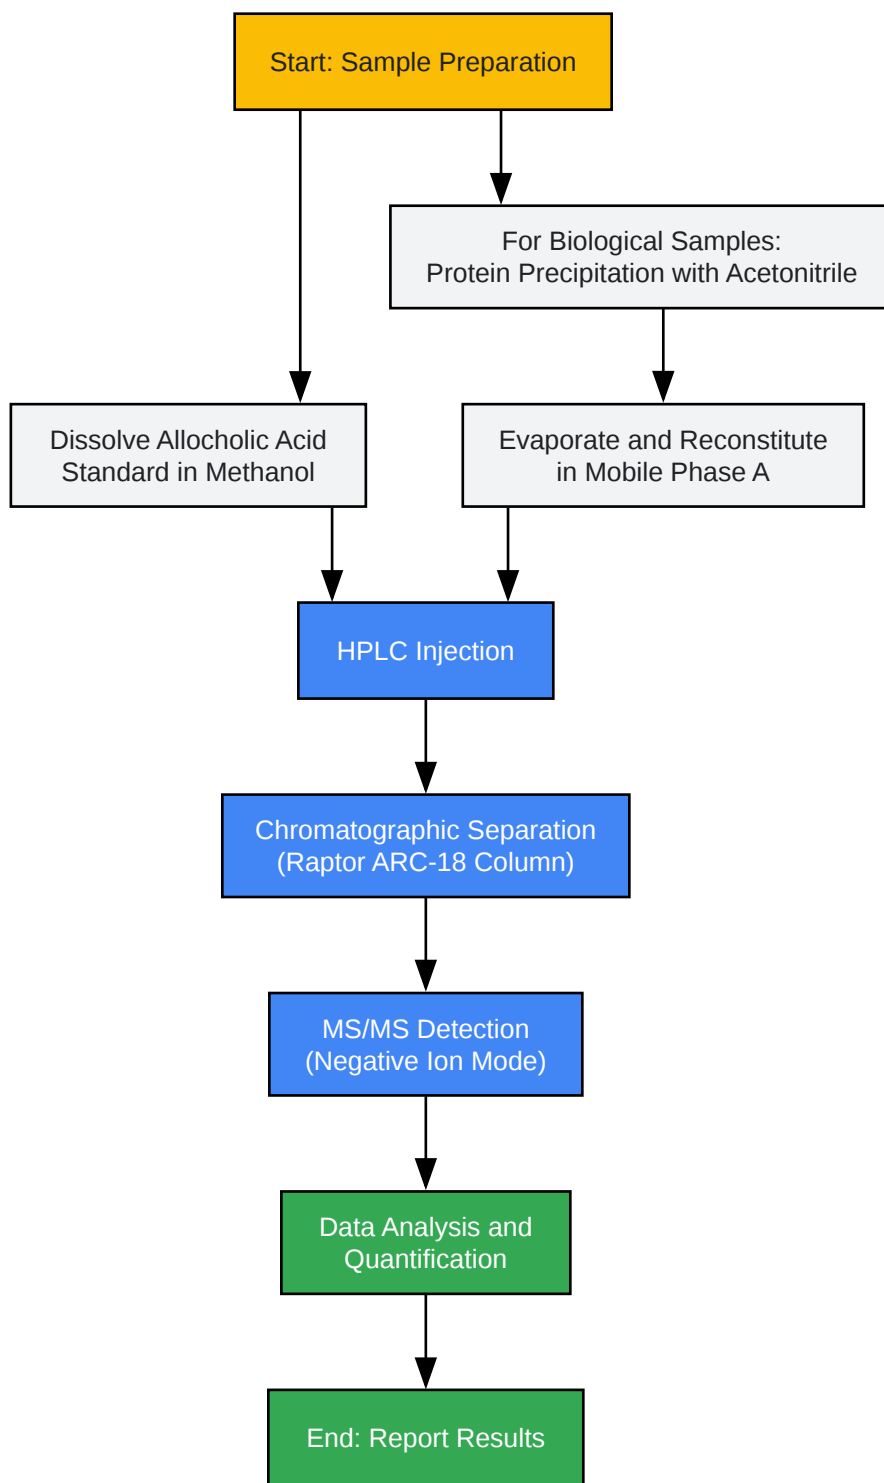 Start: Sample Preparation
For Biological Samples:
Protein Precipitation with Acetonitrile
Dissolve Allocholic Acid
Standard in Methanol
Evaporate and Reconstitute
in Mobile Phase A
HPLC Injection
Chromatographic Separation
(Raptor ARC-18 Column)
MS/MS Detection
(Negative Ion Mode)
Data Analysis and
Quantification
End: Report Results